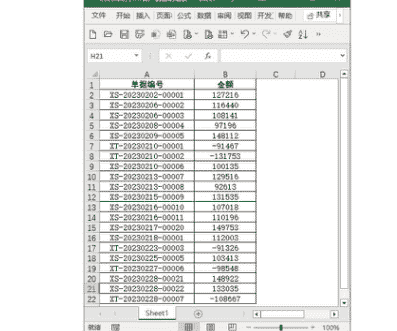 文件 开始 插入 页面 公式 数据 审阅 视图 开发 帮助 共享
H21 fx
A B C D
1 单据编号 金额
2 XS-20230202-00001 127216
3 XS-20230206-00002 116440
4 XS-20230206-00003 108141
5 XS-20230208-00004 97196
6 XS-20230209-00005 148112
7 XT-20230210-00001 -91467
8 XT-20230210-00002 -131753
9 XS-20230210-00006 100135
10 XS-20230213-00007 129516
11 XS-20230213-00008 92613
12 XS-20230215-00009 131535
13 XS-20230216-00010 107018
14 XS-20230216-00011 110196
15 XS-20230217-00020 149753
16 XS-20230218-00001 112003
17 XT-20230223-00003 -91326
18 XS-20230225-00005 103413
19 XT-20230227-00006 -98548
20 XS-20230228-00021 148922
21 XS-20230228-00022 133035
22 XT-20230228-00007 -108667
Sheet1
就绪 100%